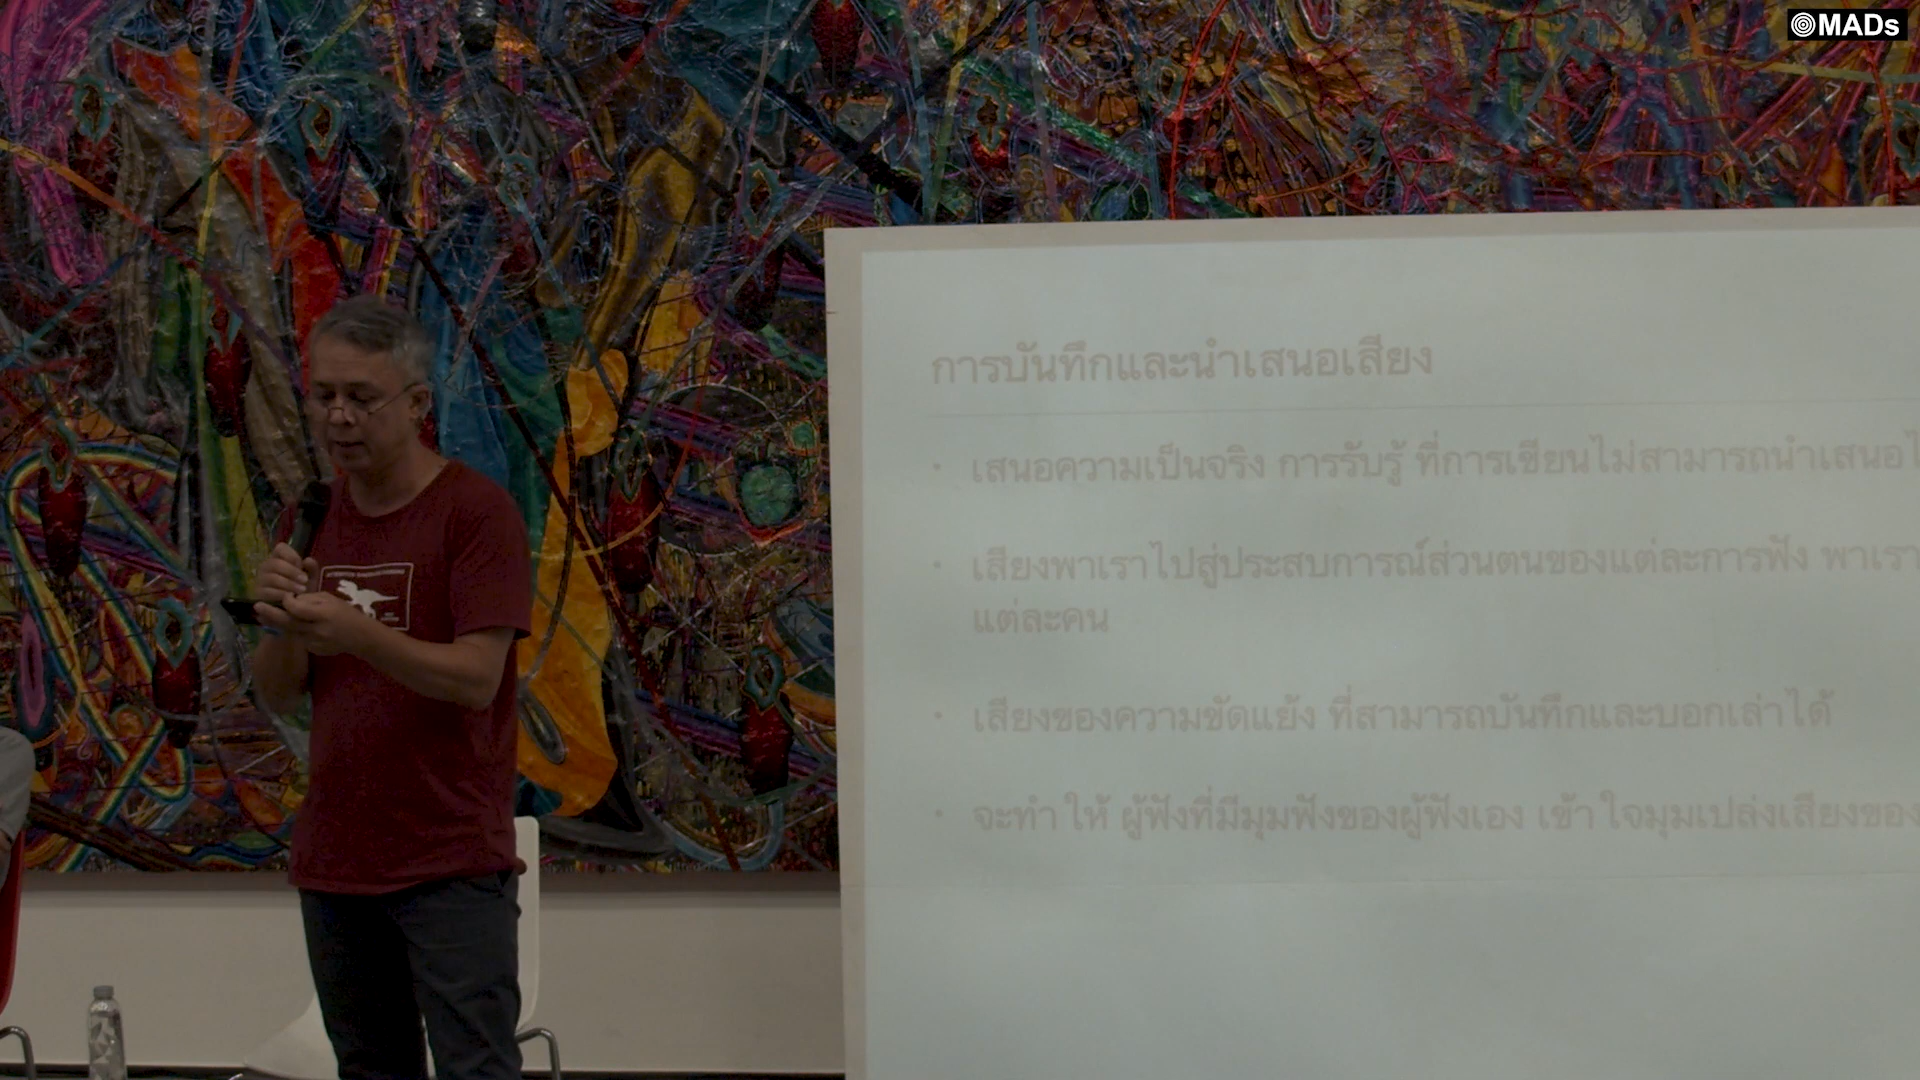 MADs
การบันทึกและนำเสนอเสียง
• เสนอความเป็นจริง การรับรู้ ที่การเขียนไม่สามารถนำเสนอ
• เสียงพาเราไปสู่ประสบการณ์ส่วนตนของแต่ละการฟัง พาเรา
แต่ละคน
• เสียงของความขัดแย้ง ที่สามารถบันทึกและบอกเล่าได้
• จะทำ ให้ ผู้ฟังที่มีมุมฟังของผู้ฟังเอง เข้า ใจมุมเปล่งเสียงของ